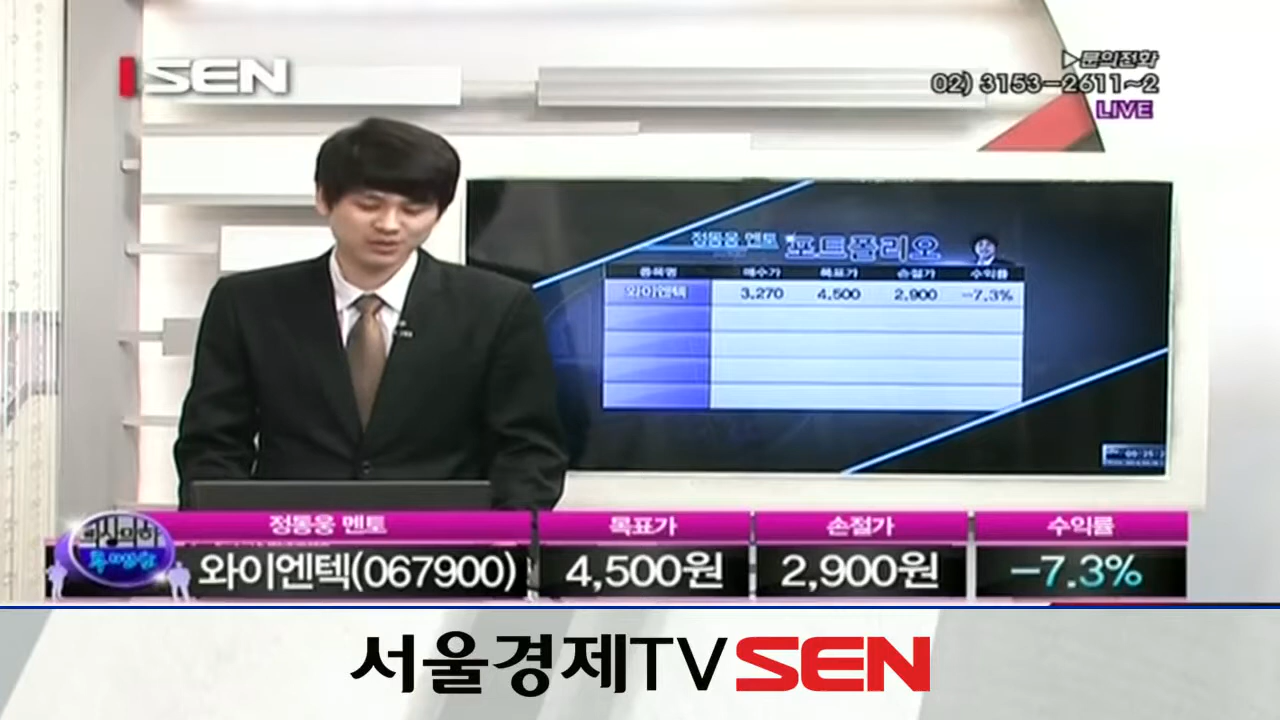 SEN
▶문의전화
02) 3153-2611~2
LIVE
정동웅 멘토 포트폴리오
종목명 매수가 목표가 손절가 수익률
와이엔텍 3,270 4,500 2,900 -7.3%
정동웅 멘토 목표가 손절가 수익률
와이엔텍(067900) 4,500원 2,900원 -7.3%
서울경제TV SEN